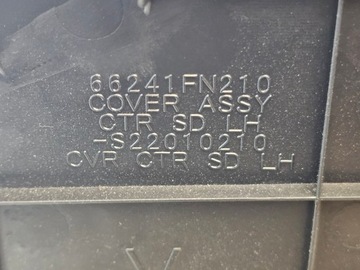 66241FN210
COVER ASSY
CTR SD LH
-S22010210
CVR CTR SD LH
V